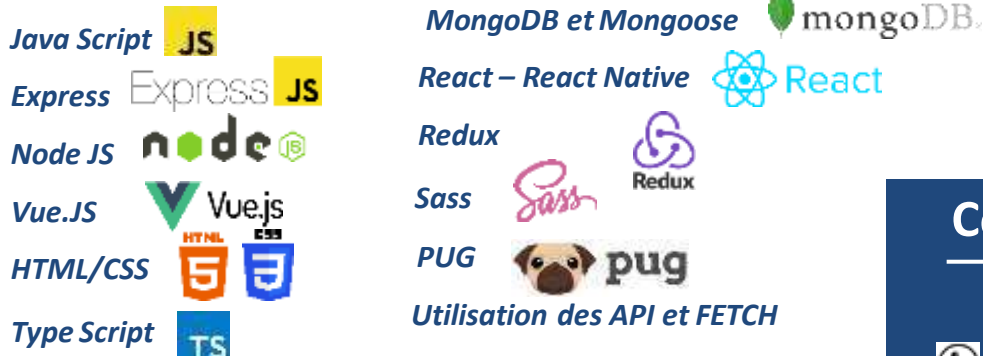 Java Script JS
Express Express JS
Node JS node JS
Vue.JS Vue.js
HTML/CSS HTML 5 CSS 3
Type Script TS
MongoDB et Mongoose mongoDB
React – React Native React
Redux Redux
Sass Sass
PUG pug
Utilisation des API et FETCH